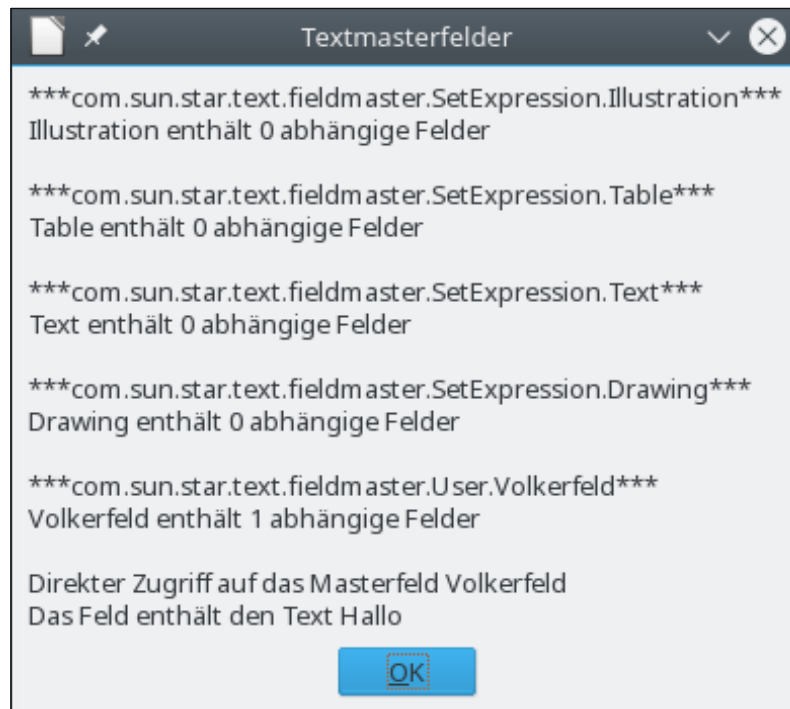 Textmasterfelder
***com.sun.star.text.fieldmaster.SetExpression.Illustration***
Illustration enthält 0 abhängige Felder
***com.sun.star.text.fieldmaster.SetExpression.Table***
Table enthält 0 abhängige Felder
***com.sun.star.text.fieldmaster.SetExpression.Text***
Text enthält 0 abhängige Felder
***com.sun.star.text.fieldmaster.SetExpression.Drawing***
Drawing enthält 0 abhängige Felder
***com.sun.star.text.fieldmaster.User.Volkerfeld***
Volkerfeld enthält 1 abhängige Felder
Direkter Zugriff auf das Masterfeld Volkerfeld
Das Feld enthält den Text Hallo
OK